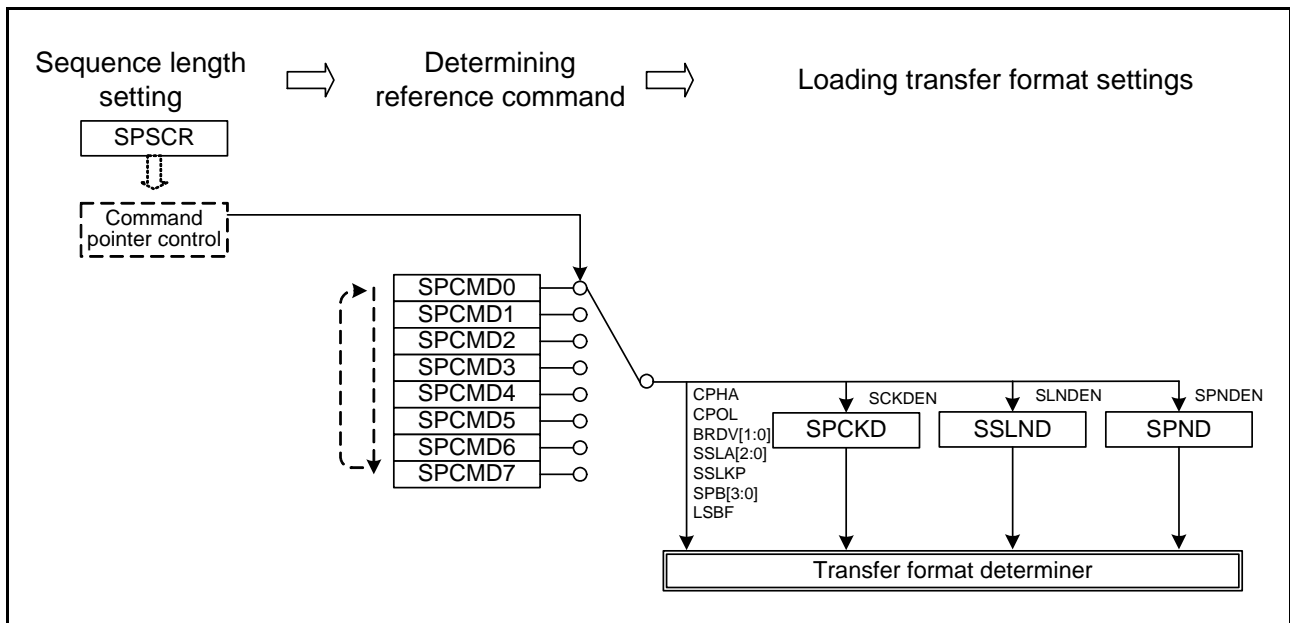 Sequence length
setting
Determining
reference command
Loading transfer format settings
SPSCR
Command
pointer control
SPCMD0
SPCMD1
SPCMD2
SPCMD3
SPCMD4
SPCMD5
SPCMD6
SPCMD7
CPHA
CPOL
BRDV[1:0]
SSLA[2:0]
SSLKP
SPB[3:0]
LSBF
SCKDEN
SPCKD
SLNDEN
SSLND
SPNDEN
SPND
Transfer format determiner